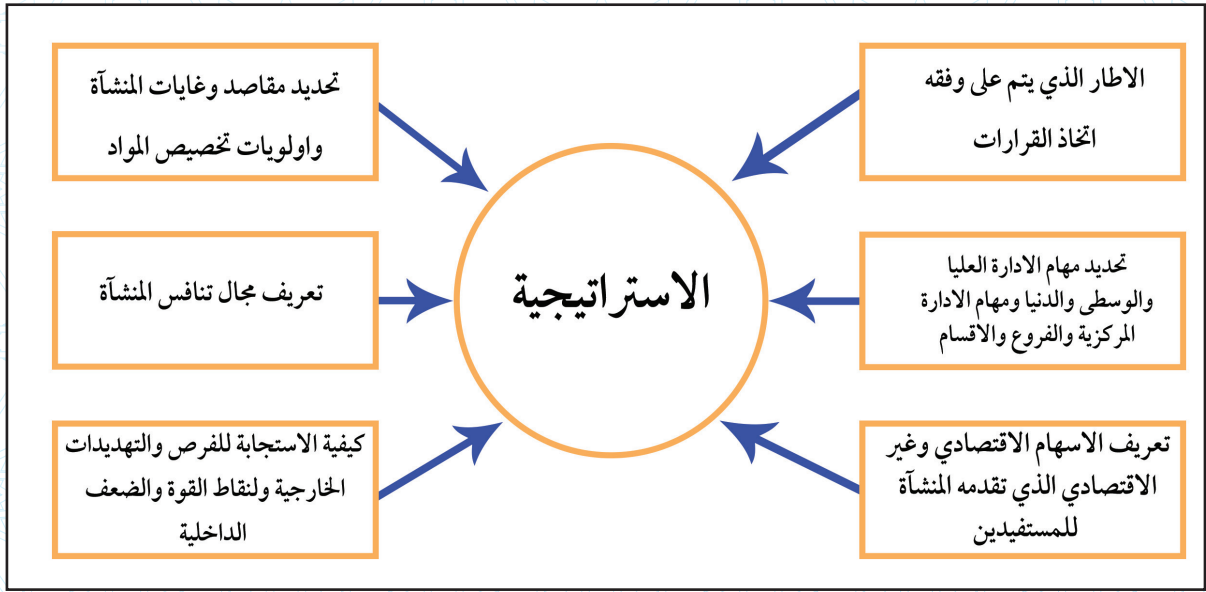 الاطار الذي يتم على وفقه
اتخاذ القرارات
تحديد مقاصد وغايات المنشآة
واولويات تخصيص المواد
تحديد مهام الادارة العليا
والوسطى والدنيا ومهام الادارة
المركزية والفروع والاقسام
الاستراتيجية
تعريف مجال تنافس المنشآة
تعريف الاسهام الاقتصادي وغير
الاقتصادي الذي تقدمه المنشآة
للمستفيدين
كيفية الاستجابة للفرص والتهديدات
الخارجية ولنقاط القوة والضعف
الداخلية